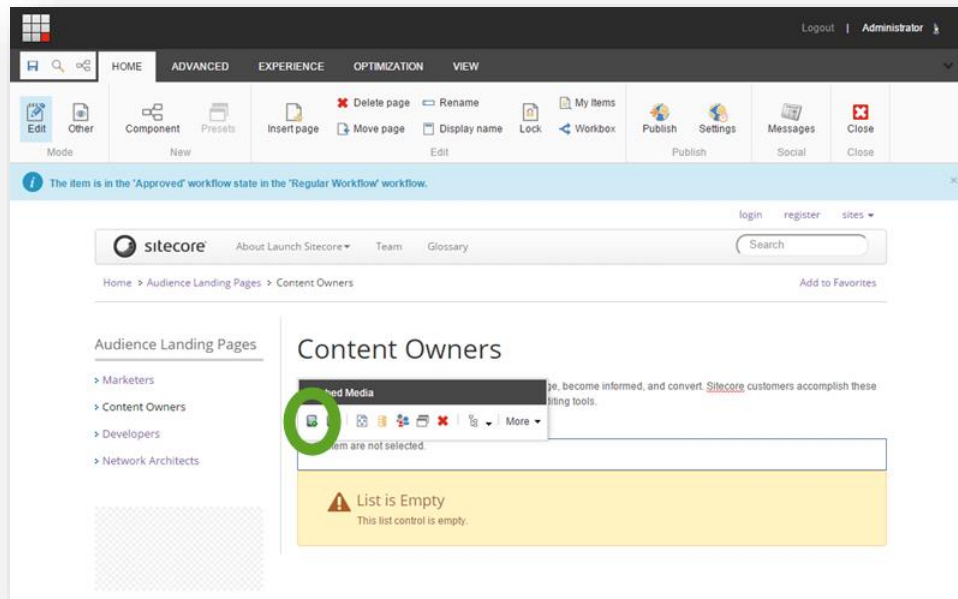 Logout | Administrator
HOME ADVANCED EXPERIENCE OPTIMIZATION VIEW
Edit Other Component Presets Insert page Delete page Rename Move page Display name Lock My Items Workbox Publish Settings Messages Close
Mode New Edit Publish Social Close
The item is in the 'Approved' workflow state in the 'Regular Workflow' workflow.
login register sites
sitecore About Launch Sitecore Team Glossary Search
Home > Audience Landing Pages > Content Owners Add to Favorites
Audience Landing Pages
Content Owners
> Marketers
> Content Owners
> Developers
> Network Architects
Media
More
become informed, and convert. Sitecore customers accomplish these
tools.
are not selected.
List is Empty
This list control is empty.